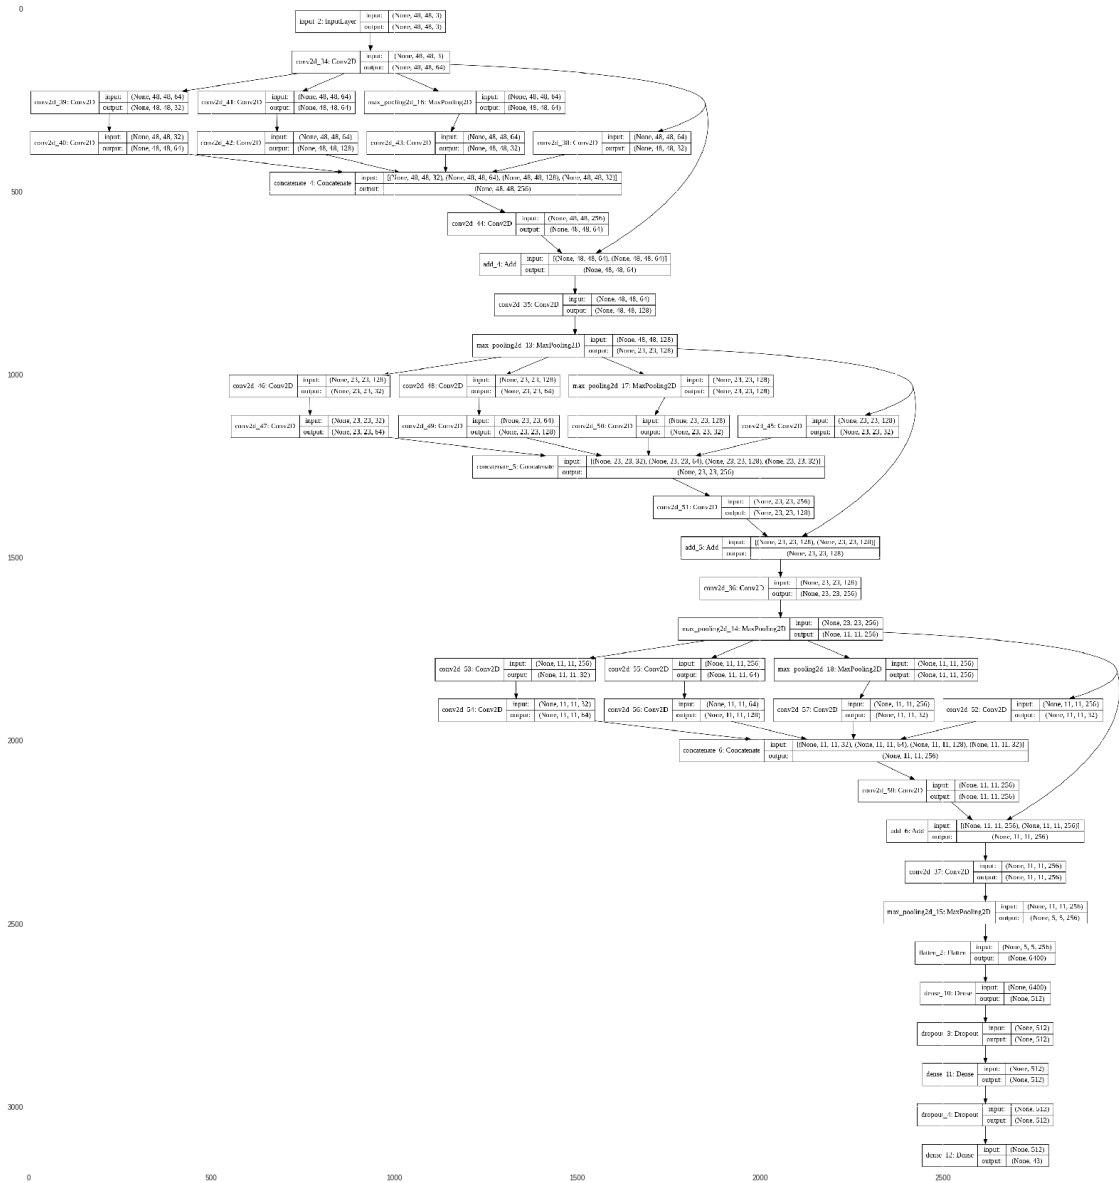 0
input_2: InputLayer input: (None, 48, 48, 3)
output: (None, 48, 48, 3)
conv2d_34: Conv2D input: (None, 48, 48, 3)
output: (None, 48, 48, 64)
conv2d_39: Conv2D input: (None, 48, 48, 64) conv2d_41: Conv2D input: (None, 48, 48, 64) max_pooling2d_16: MaxPooling2D input: (None, 48, 48, 64)
output: (None, 48, 48, 32) output: (None, 48, 48, 64) output: (None, 48, 48, 64)
conv2d_40: Conv2D input: (None, 48, 48, 32) conv2d_42: Conv2D input: (None, 48, 48, 64) conv2d_43: Conv2D input: (None, 48, 48, 64) conv2d_38: Conv2D input: (None, 48, 48, 64)
output: (None, 48, 48, 64) output: (None, 48, 48, 128) output: (None, 48, 48, 32) output: (None, 48, 48, 32)
concatenate_4: Concatenate input: [(None, 48, 48, 32), (None, 48, 48, 64), (None, 48, 48, 128), (None, 48, 48, 32)]
output: (None, 48, 48, 256)
500
conv2d_44: Conv2D input: (None, 48, 48, 256)
output: (None, 48, 48, 64)
add_4: Add input: [(None, 48, 48, 64), (None, 48, 48, 64)]
output: (None, 48, 48, 64)
conv2d_35: Conv2D input: (None, 48, 48, 64)
output: (None, 48, 48, 128)
max_pooling2d_13: MaxPooling2D input: (None, 48, 48, 128)
output: (None, 23, 23, 128)
1000
conv2d_46: Conv2D input: (None, 23, 23, 128) conv2d_48: Conv2D input: (None, 23, 23, 128) max_pooling2d_17: MaxPooling2D input: (None, 23, 23, 128)
output: (None, 23, 23, 32) output: (None, 23, 23, 64) output: (None, 23, 23, 128)
conv2d_47: Conv2D input: (None, 23, 23, 32) conv2d_49: Conv2D input: (None, 23, 23, 64) conv2d_50: Conv2D input: (None, 23, 23, 128) conv2d_45: Conv2D input: (None, 23, 23, 128)
output: (None, 23, 23, 64) output: (None, 23, 23, 128) output: (None, 23, 23, 32) output: (None, 23, 23, 32)
concatenate_5: Concatenate input: [(None, 23, 23, 32), (None, 23, 23, 64), (None, 23, 23, 128), (None, 23, 23, 32)]
output: (None, 23, 23, 256)
conv2d_51: Conv2D input: (None, 23, 23, 256)
output: (None, 23, 23, 128)
add_5: Add input: [(None, 23, 23, 128), (None, 23, 23, 128)]
output: (None, 23, 23, 128)
1500
conv2d_36: Conv2D input: (None, 23, 23, 128)
output: (None, 23, 23, 256)
max_pooling2d_14: MaxPooling2D input: (None, 23, 23, 256)
output: (None, 11, 11, 256)
conv2d_53: Conv2D input: (None, 11, 11, 256) conv2d_55: Conv2D input: (None, 11, 11, 256) max_pooling2d_18: MaxPooling2D input: (None, 11, 11, 256)
output: (None, 11, 11, 32) output: (None, 11, 11, 64) output: (None, 11, 11, 256)
conv2d_54: Conv2D input: (None, 11, 11, 32) conv2d_56: Conv2D input: (None, 11, 11, 64) conv2d_57: Conv2D input: (None, 11, 11, 256) conv2d_52: Conv2D input: (None, 11, 11, 256)
output: (None, 11, 11, 64) output: (None, 11, 11, 128) output: (None, 11, 11, 32) output: (None, 11, 11, 32)
2000
concatenate_6: Concatenate input: [(None, 11, 11, 32), (None, 11, 11, 64), (None, 11, 11, 128), (None, 11, 11, 32)]
output: (None, 11, 11, 256)
conv2d_58: Conv2D input: (None, 11, 11, 256)
output: (None, 11, 11, 256)
add_6: Add input: [(None, 11, 11, 256), (None, 11, 11, 256)]
output: (None, 11, 11, 256)
conv2d_37: Conv2D input: (None, 11, 11, 256)
output: (None, 11, 11, 256)
max_pooling2d_15: MaxPooling2D input: (None, 11, 11, 256)
output: (None, 5, 5, 256)
2500
flatten_2: Flatten input: (None, 5, 5, 256)
output: (None, 6400)
dense_10: Dense input: (None, 6400)
output: (None, 512)
dropout_3: Dropout input: (None, 512)
output: (None, 512)
dense_11: Dense input: (None, 512)
output: (None, 512)
3000
dropout_4: Dropout input: (None, 512)
output: (None, 512)
dense_12: Dense input: (None, 512)
output: (None, 43)
0 500 1000 1500 2000 2500